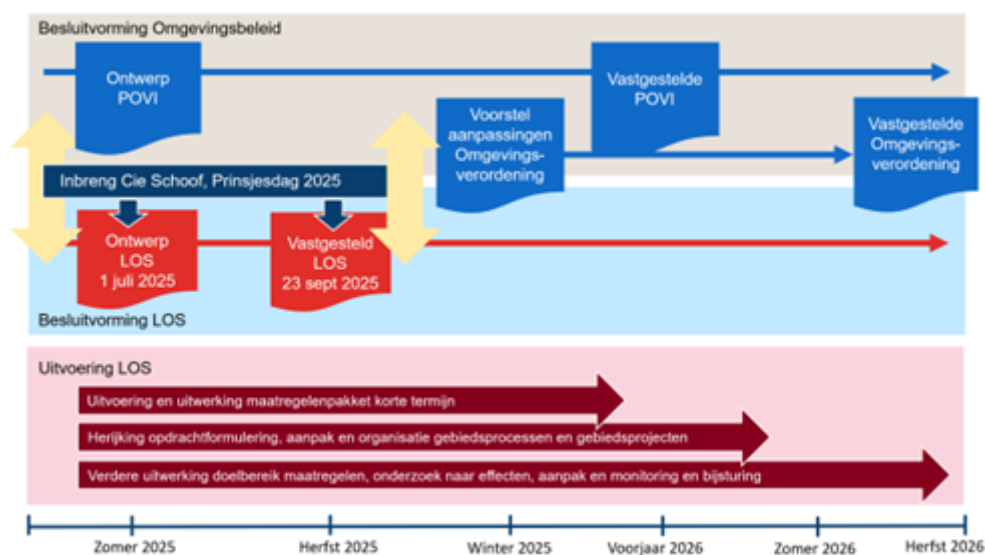 Besluitvorming Omgevingsbeleid
Ontwerp
POVI
Vastgestelde
POVI
Voorstel
aanpassingen
Omgevings-
verordening
Vastgestelde
Omgevings-
verordening
Inbreng Cie Schoof, Prinsjesdag 2025
Ontwerp
LOS
1 juli 2025
Vastgesteld
LOS
23 sept 2025
Besluitvorming LOS
Uitvoering LOS
Uitvoering en uitwerking maatregelenpakket korte termijn
Herijking opdrachtformulering, aanpak en organisatie gebiedsprocessen en gebiedsprojecten
Verdere uitwerking doelbereik maatregelen, onderzoek naar effecten, aanpak en monitoring en bijsturing
Zomer 2025
Herfst 2025
Winter 2025
Voorjaar 2026
Zomer 2026
Herfst 2026